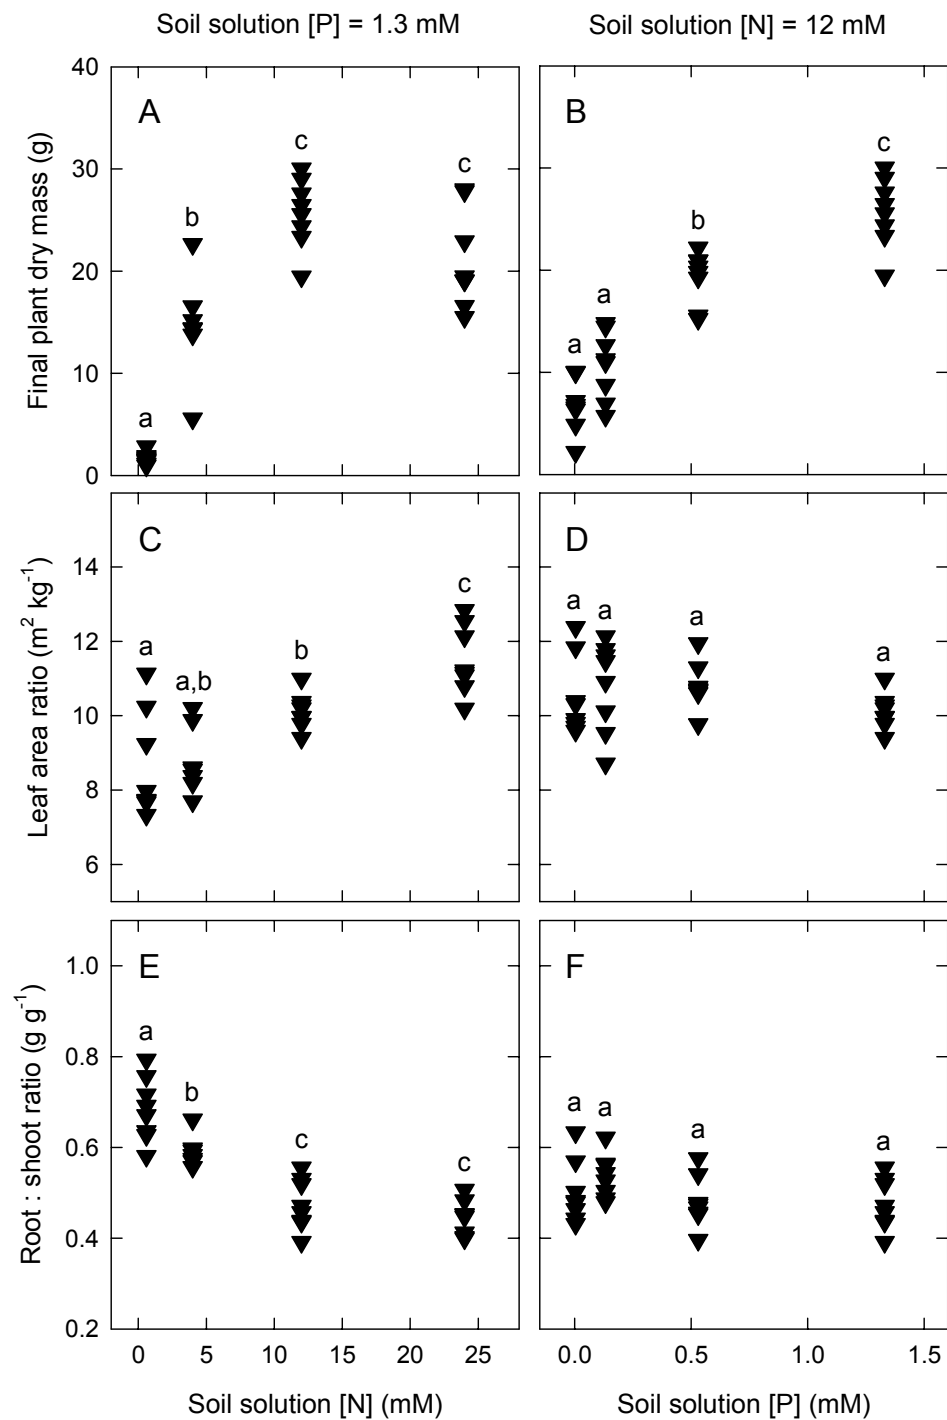 Soil solution [P] = 1.3 mM
Soil solution [N] = 12 mM
Final plant dry mass (g)
40
30
20
10
0
A
a
b
c
c
B
a
a
b
c
Leaf area ratio (m² kg⁻¹)
14
12
10
8
6
C
a
a,b
b
c
D
a
a
a
a
Root : shoot ratio (g g⁻¹)
1.0
0.8
0.6
0.4
0.2
E
a
b
c
c
F
a
a
a
a
0 5 10 15 20 25
0.0 0.5 1.0 1.5
Soil solution [N] (mM)
Soil solution [P] (mM)